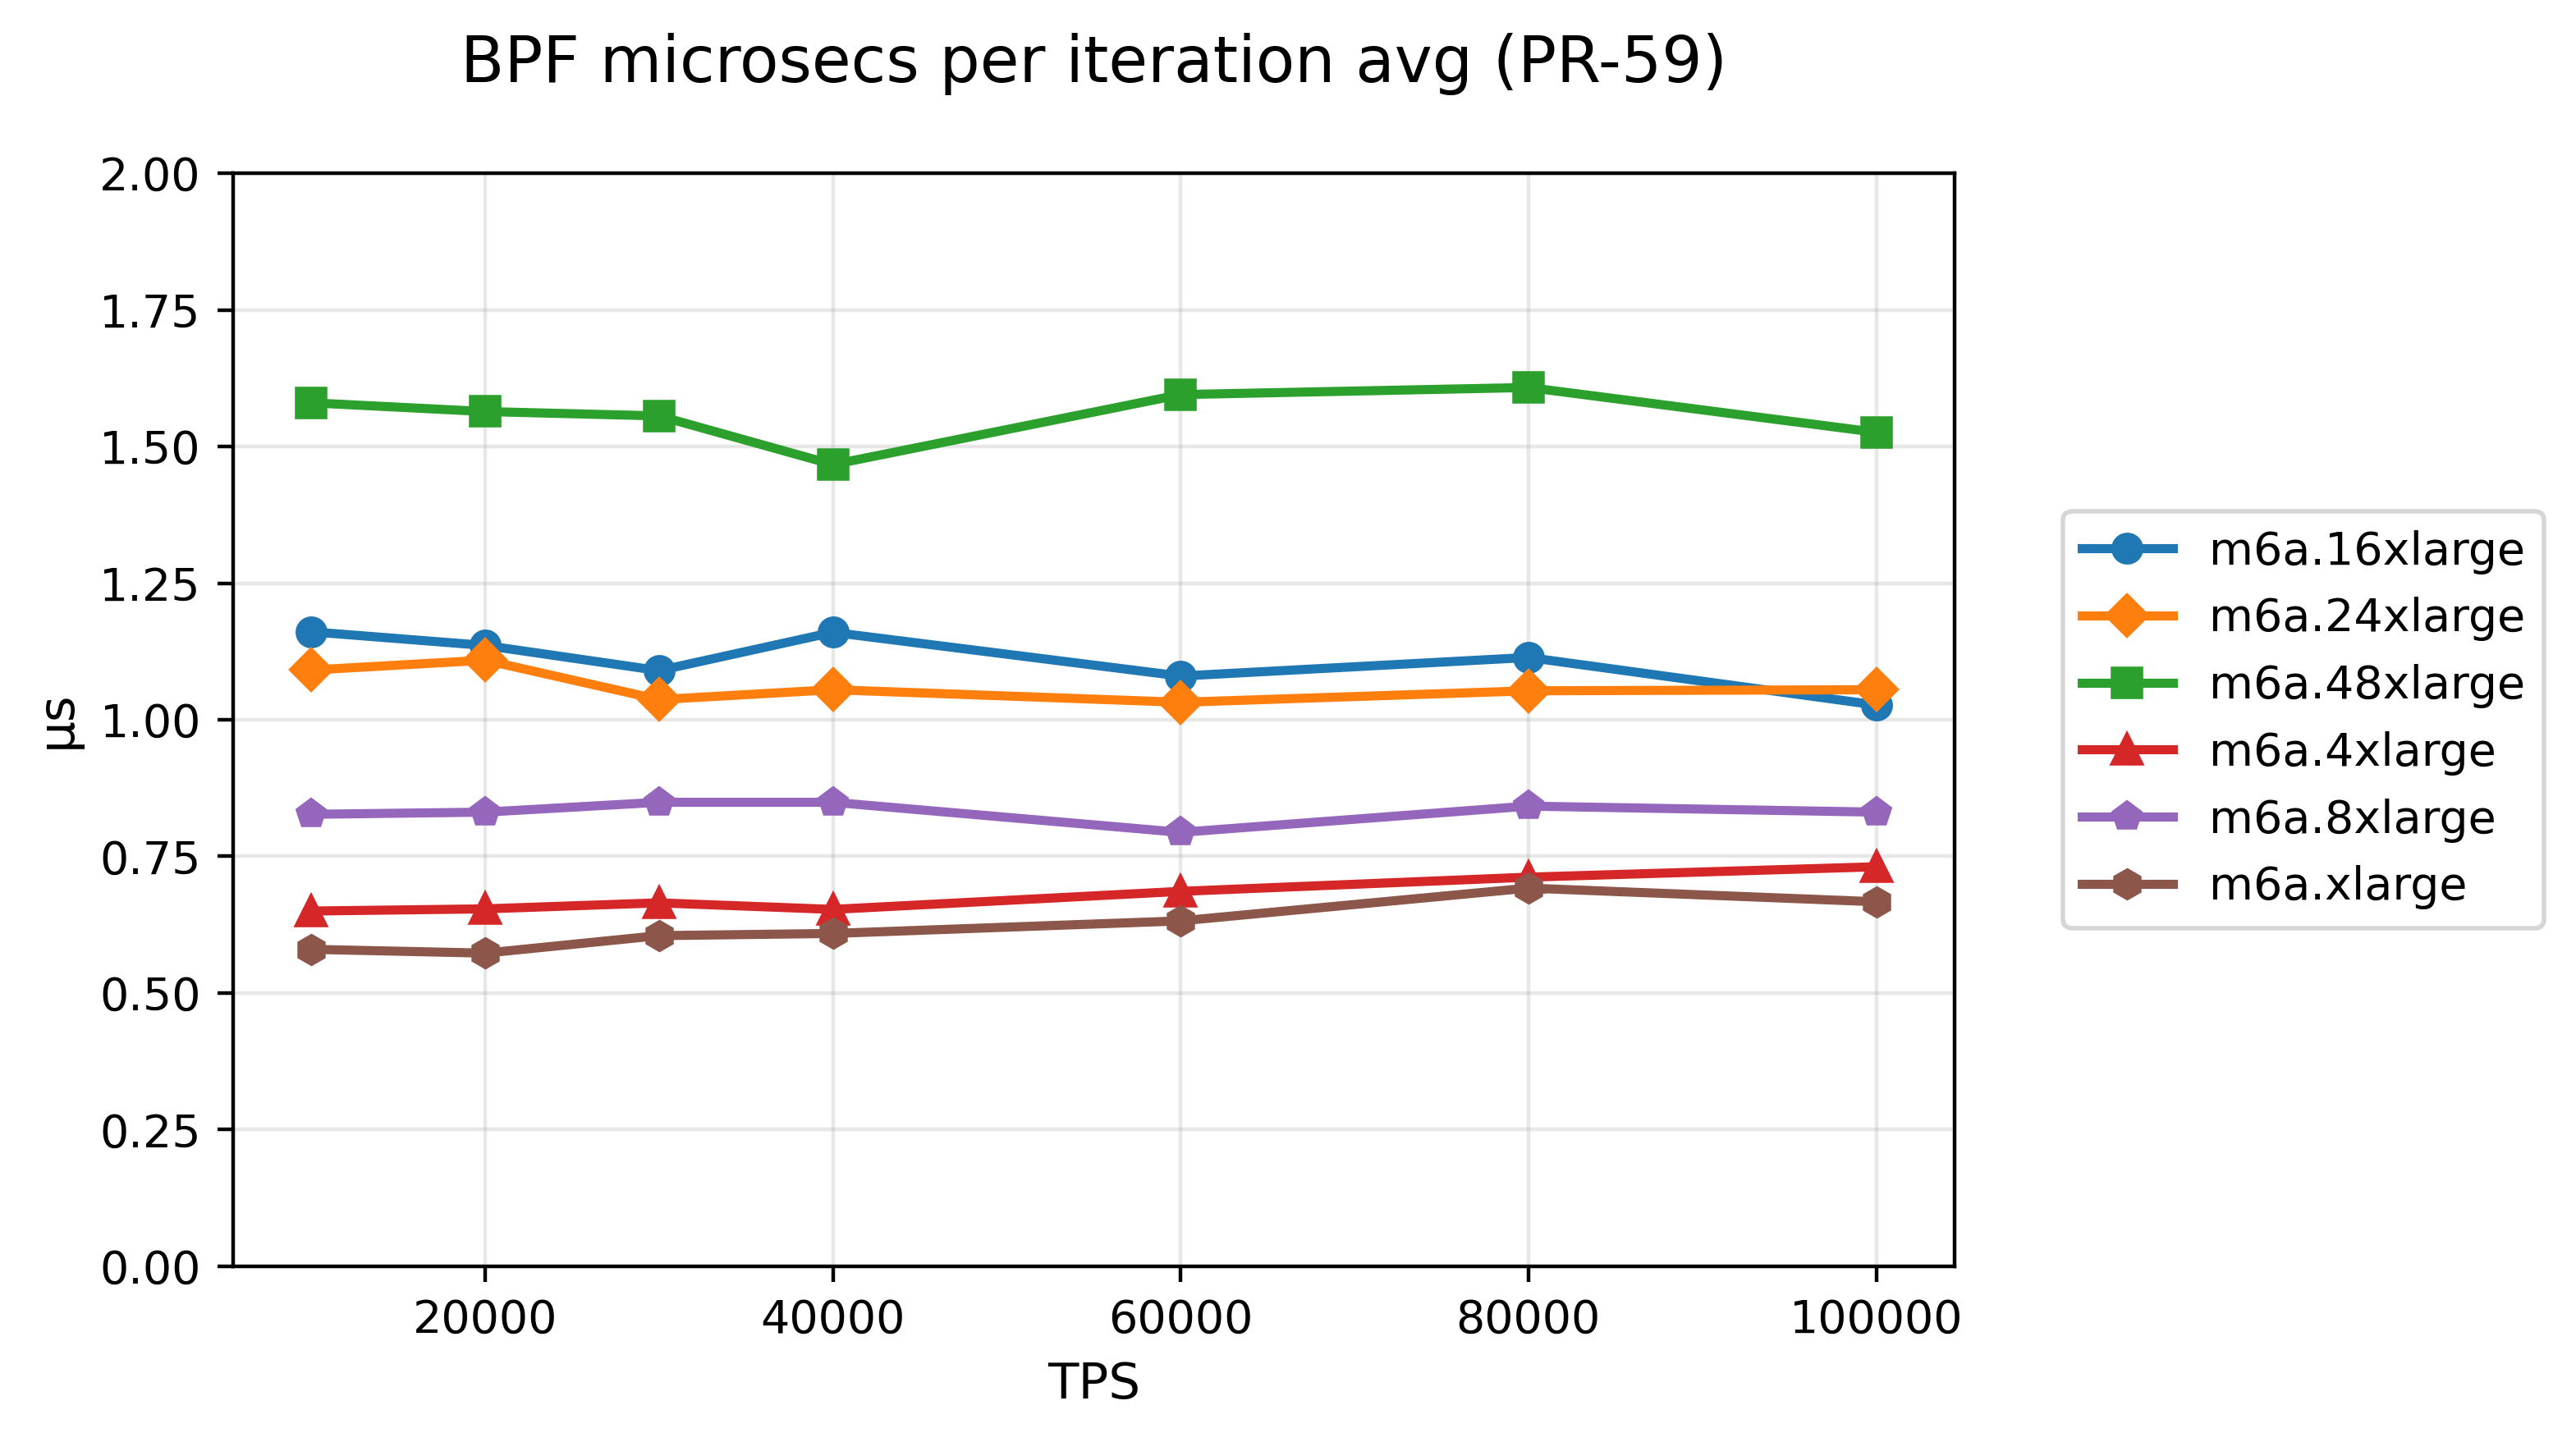 BPF microsecs per iteration avg (PR-59)
2.00
1.75
1.50
1.25
1.00
0.75
0.50
0.25
0.00
µs
20000 40000 60000 80000 100000
TPS
m6a.16xlarge
m6a.24xlarge
m6a.48xlarge
m6a.4xlarge
m6a.8xlarge
m6a.xlarge